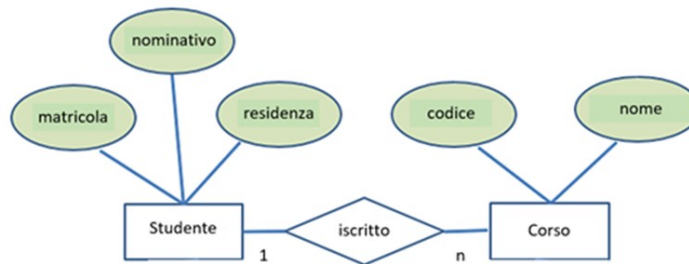 nominativo
matricola
residenza
codice
nome
Studente
iscritto
Corso
1
n